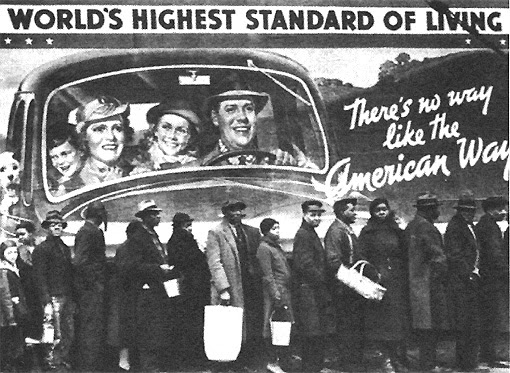 WORLD'S HIGHEST STANDARD OF LIVING
There's no way
like the
American Way